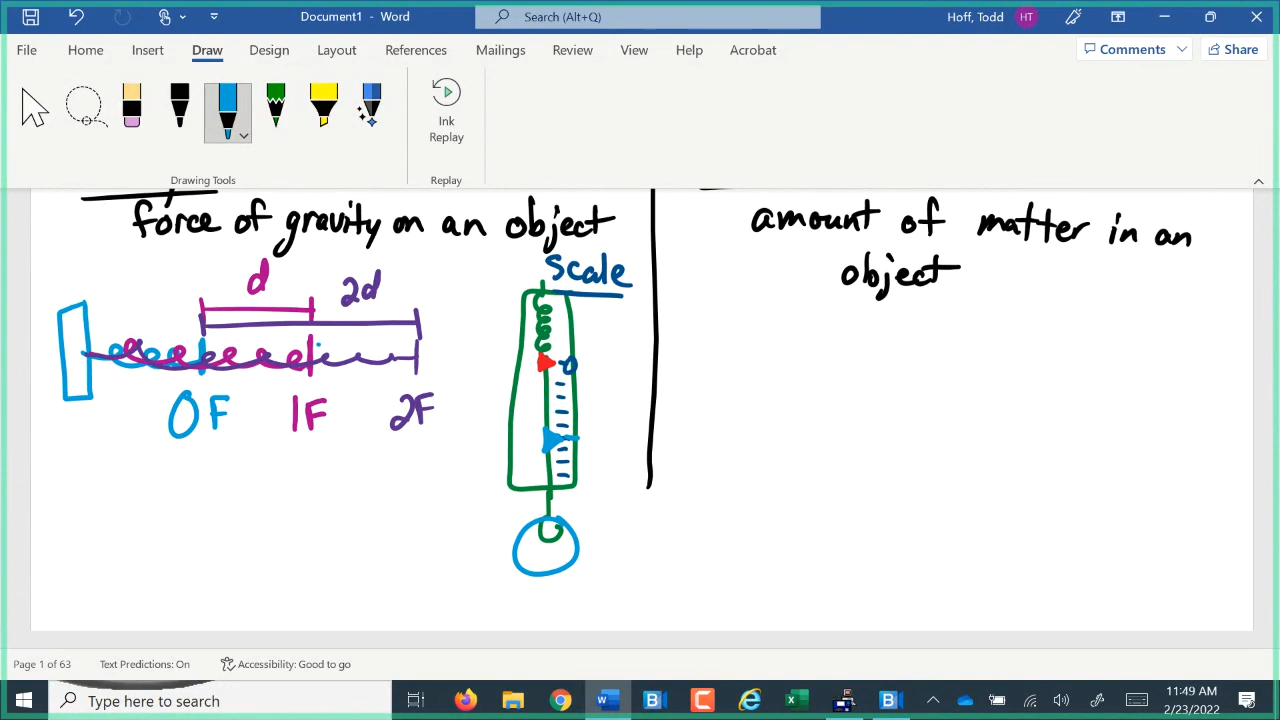 Document1 - Word
Search (Alt+Q)
Hoff, Todd
HT
File Home Insert Draw Design Layout References Mailings Review View Help Acrobat
Comments
Share
Ink Replay
Drawing Tools
Replay
force of gravity on an object
amount of matter in an
object
scale
d
2d
0F
1F
2F
Page 1 of 63
Text Predictions: On
Accessibility: Good to go
Type here to search
11:49 AM
2/23/2022